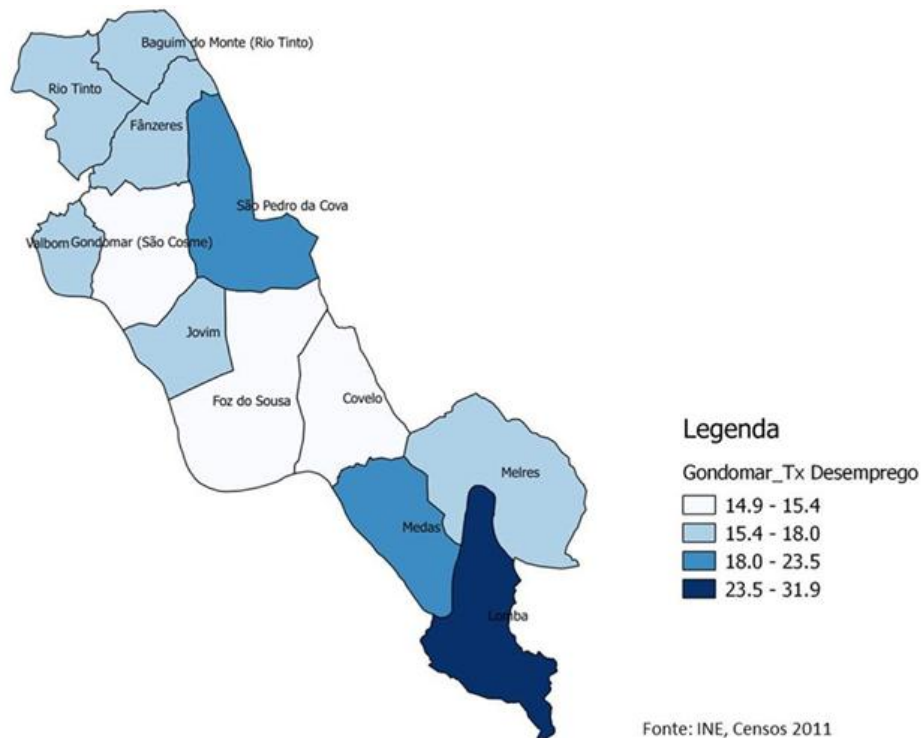 Baguim do Monte (Rio Tinto)
Rio Tinto
Fânzeres
São Pedro da Cova
Valbom
Gondomar (São Cosme)
Jovim
Foz do Sousa
Covelo
Melres
Medas
Lomba
Legenda
Gondomar_Tx Desemprego
14.9 - 15.4
15.4 - 18.0
18.0 - 23.5
23.5 - 31.9
Fonte: INE, Censos 2011